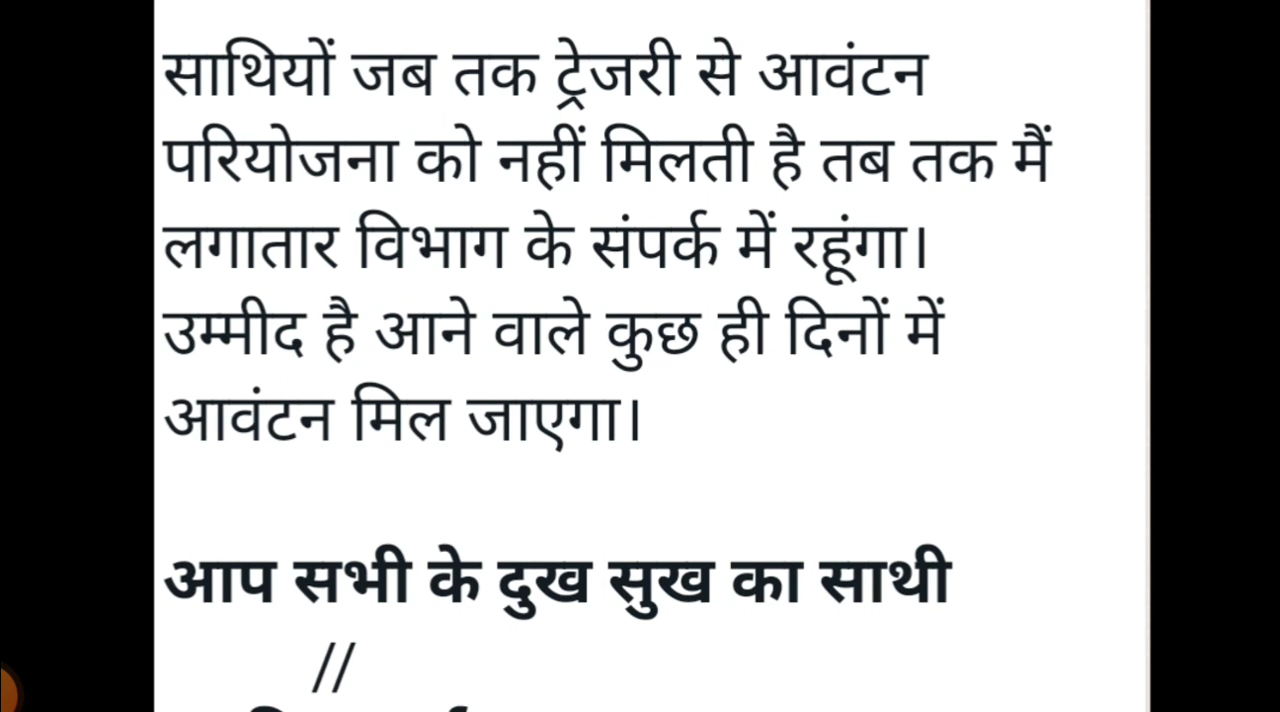 साथियों जब तक ट्रेजरी से आवंटन
परियोजना को नहीं मिलती है तब तक मैं
लगातार विभाग के संपर्क में रहूंगा।
उम्मीद है आने वाले कुछ ही दिनों में
आवंटन मिल जाएगा।
आप सभी के दुख सुख का साथी
//